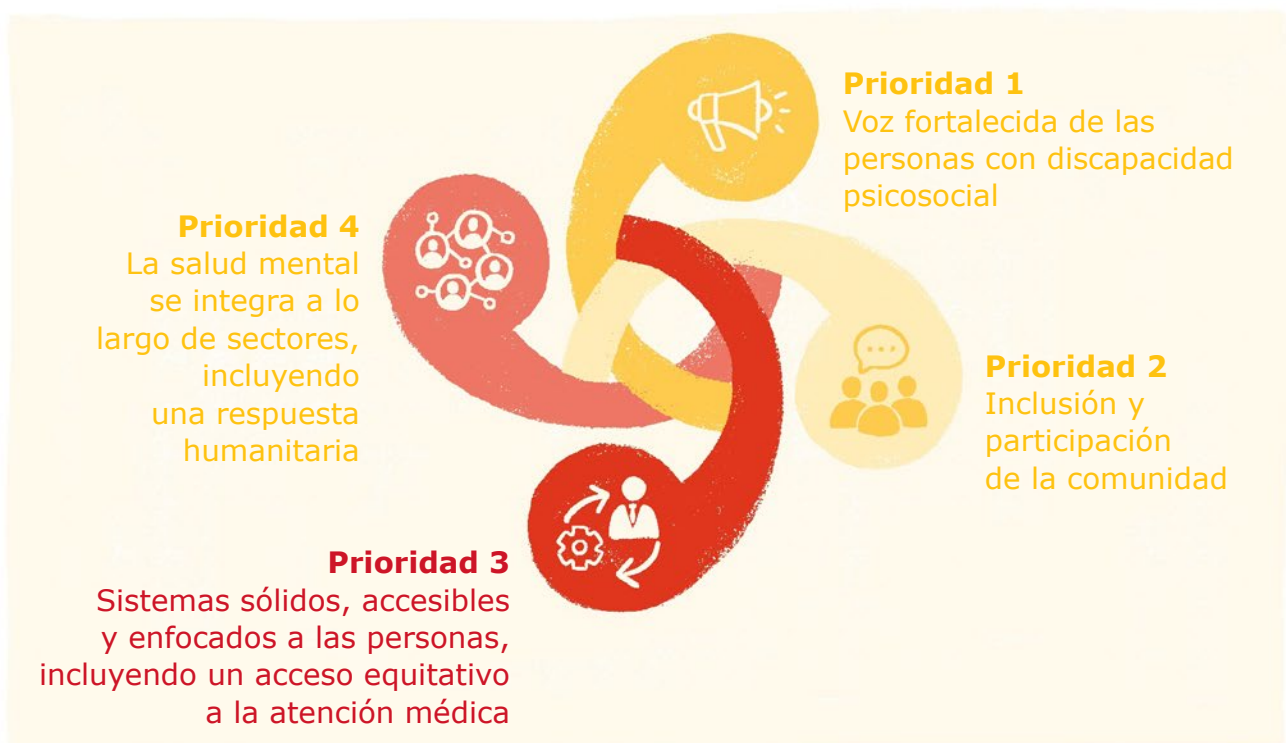 Prioridad 1
Voz fortalecida de las
personas con discapacidad
psicosocial
Prioridad 2
Inclusión y
participación
de la comunidad
Prioridad 3
Sistemas sólidos, accesibles
y enfocados a las personas,
incluyendo un acceso equitativo
a la atención médica
Prioridad 4
La salud mental
se integra a lo
largo de sectores,
incluyendo
una respuesta
humanitaria